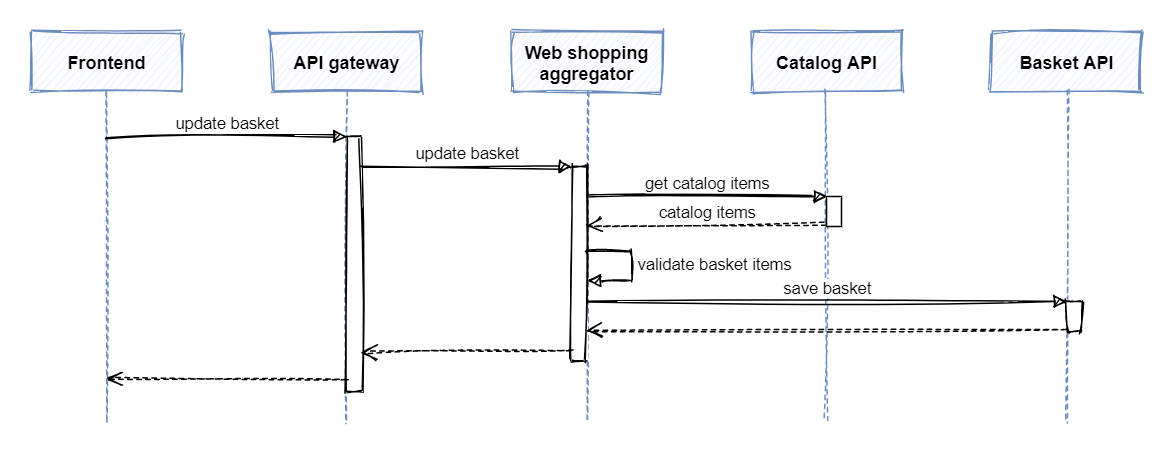 Frontend
API gateway
Web shopping
aggregator
Catalog API
Basket API
update basket
update basket
get catalog items
catalog items
validate basket items
save basket